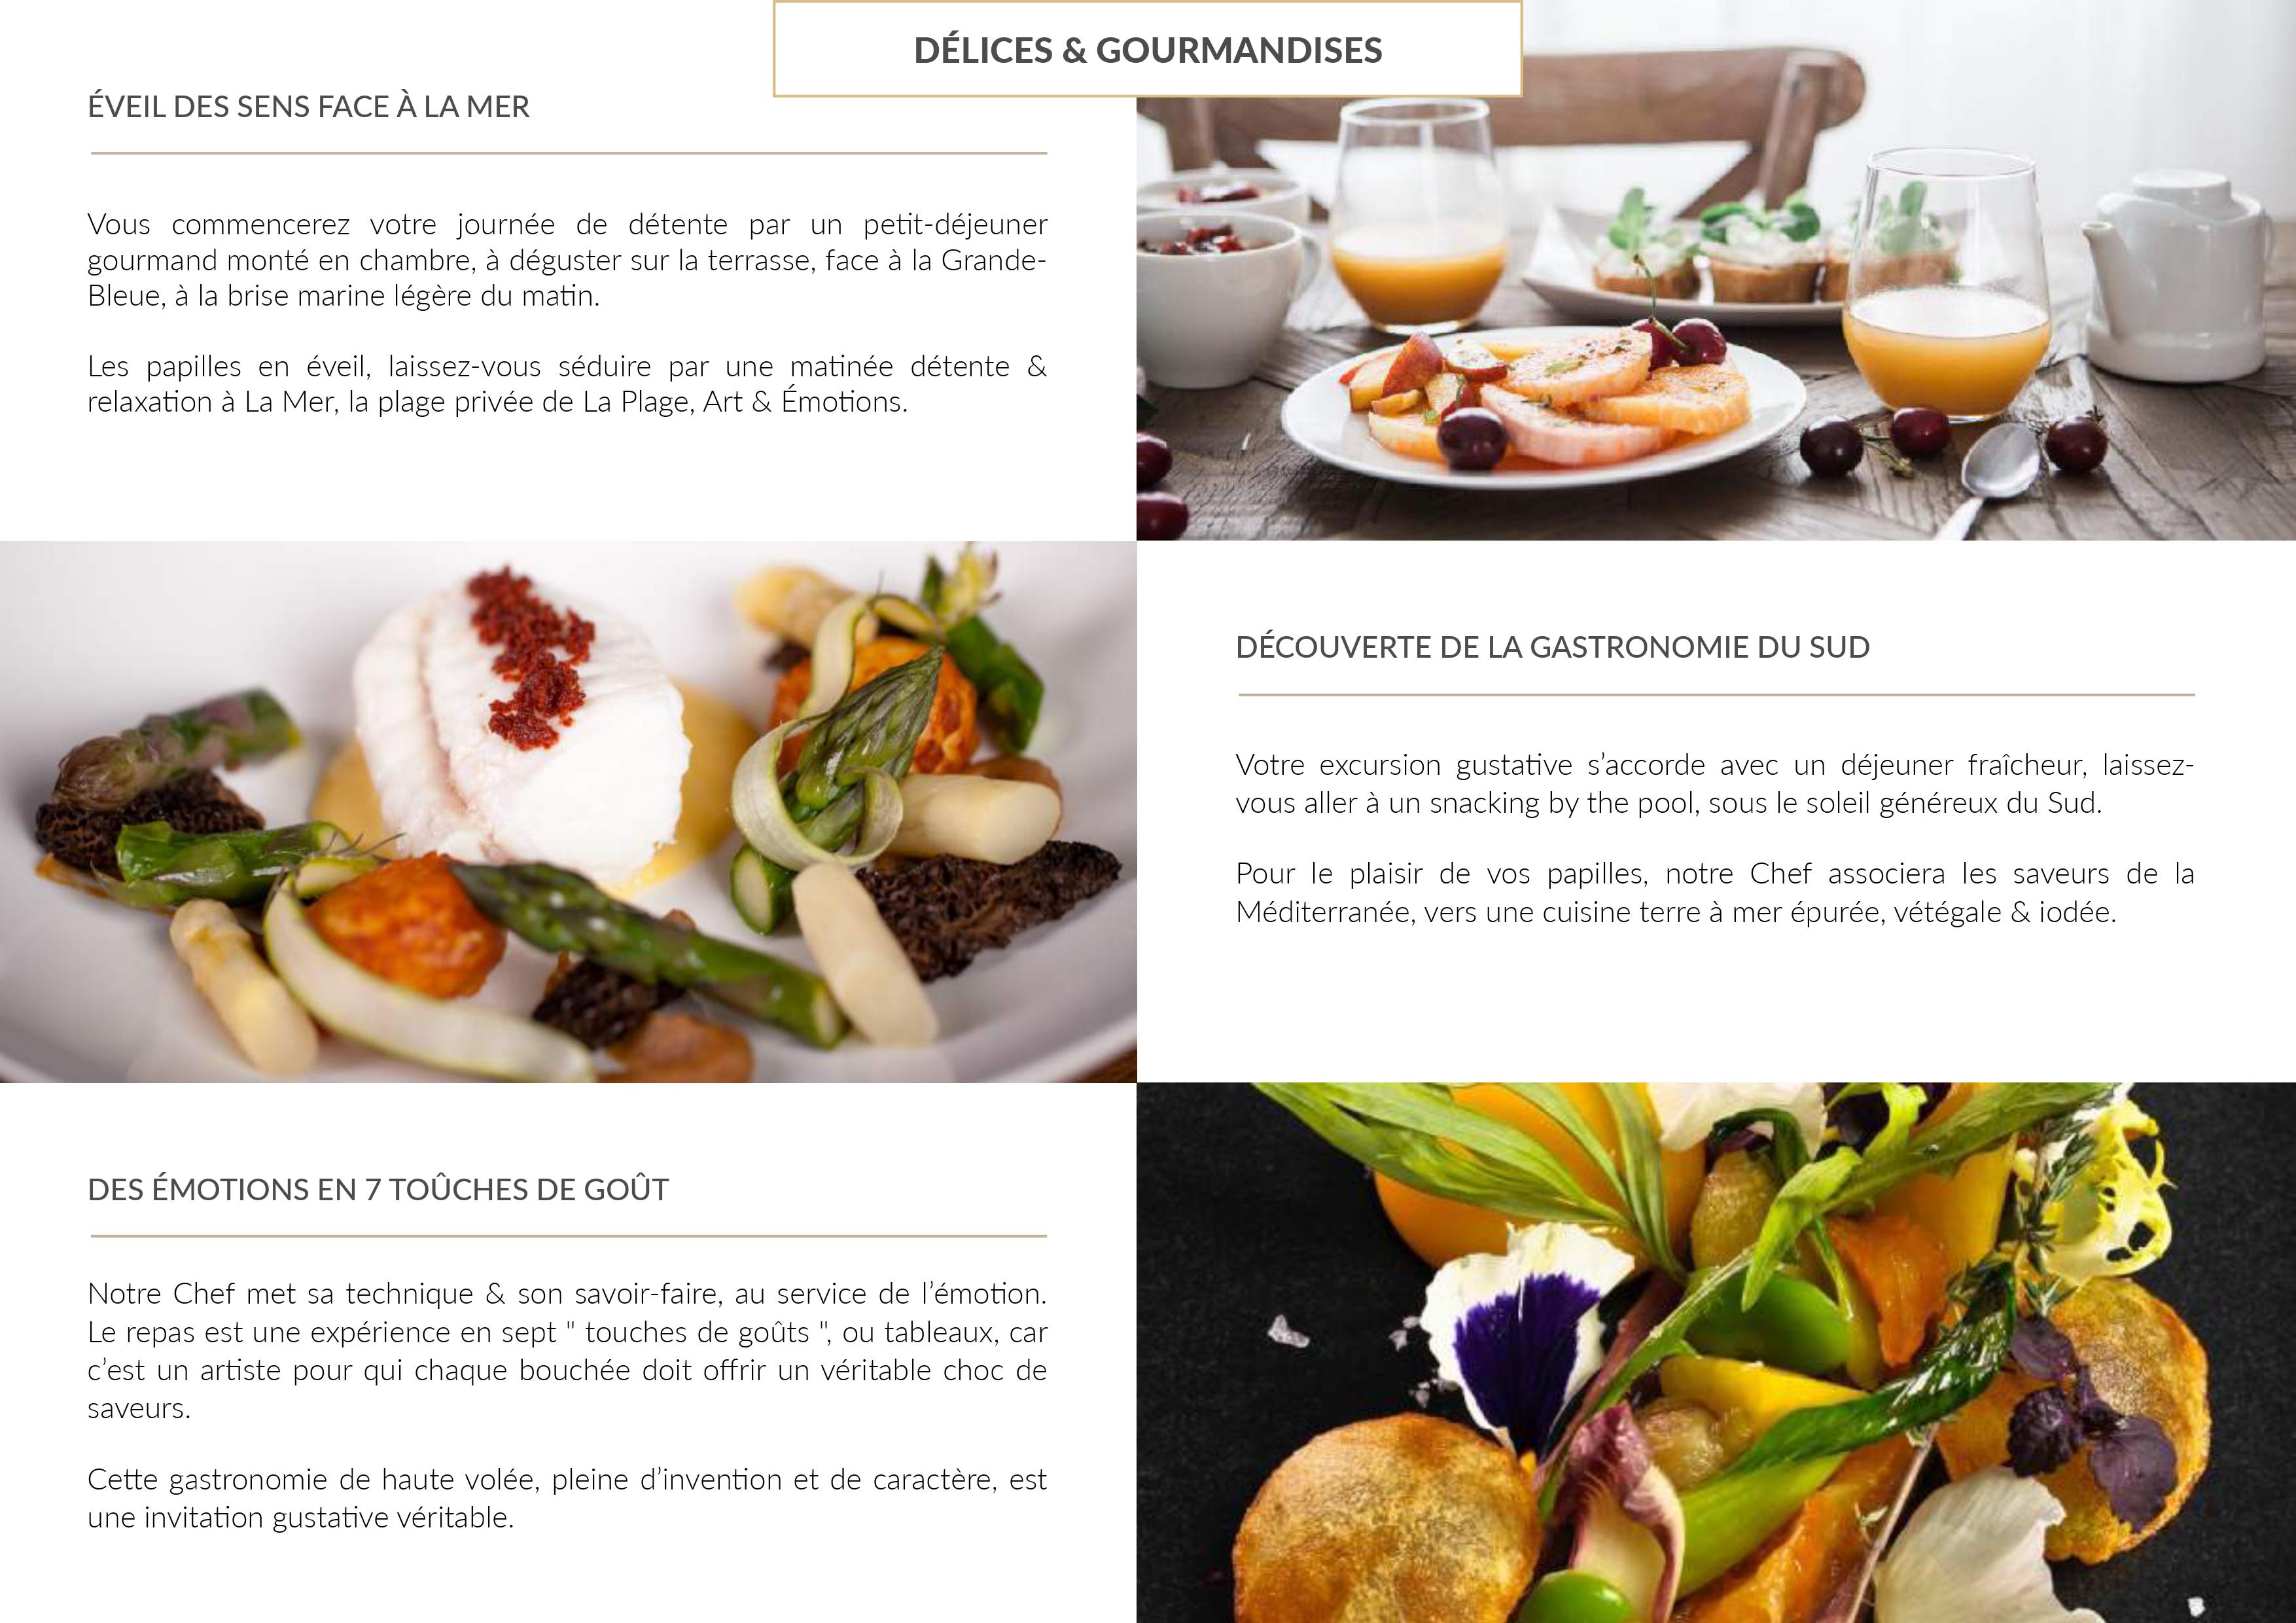 DÉLICES & GOURMANDISES
ÉVEIL DES SENS FACE À LA MER
Vous commencerez votre journée de détente par un petit-déjeuner
gourmand monté en chambre, à déguster sur la terrasse, face à la Grande-
Bleue, à la brise marine légère du matin.
Les papilles en éveil, laissez-vous séduire par une matinée détente &
relaxation à La Mer, la plage privée de La Plage, Art & Émotions.
DÉCOUVERTE DE LA GASTRONOMIE DU SUD
Votre excursion gustative s’accorde avec un déjeuner fraîcheur, laissez-
vous aller à un snacking by the pool, sous le soleil généreux du Sud.
Pour le plaisir de vos papilles, notre Chef associera les saveurs de la
Méditerranée, vers une cuisine terre à mer épurée, vétégale & iodée.
DES ÉMOTIONS EN 7 TOÛCHES DE GOÛT
Notre Chef met sa technique & son savoir-faire, au service de l’émotion.
Le repas est une expérience en sept " touches de goûts ", ou tableaux, car
c’est un artiste pour qui chaque bouchée doit offrir un véritable choc de
saveurs.
Cette gastronomie de haute volée, pleine d’invention et de caractère, est
une invitation gustative véritable.